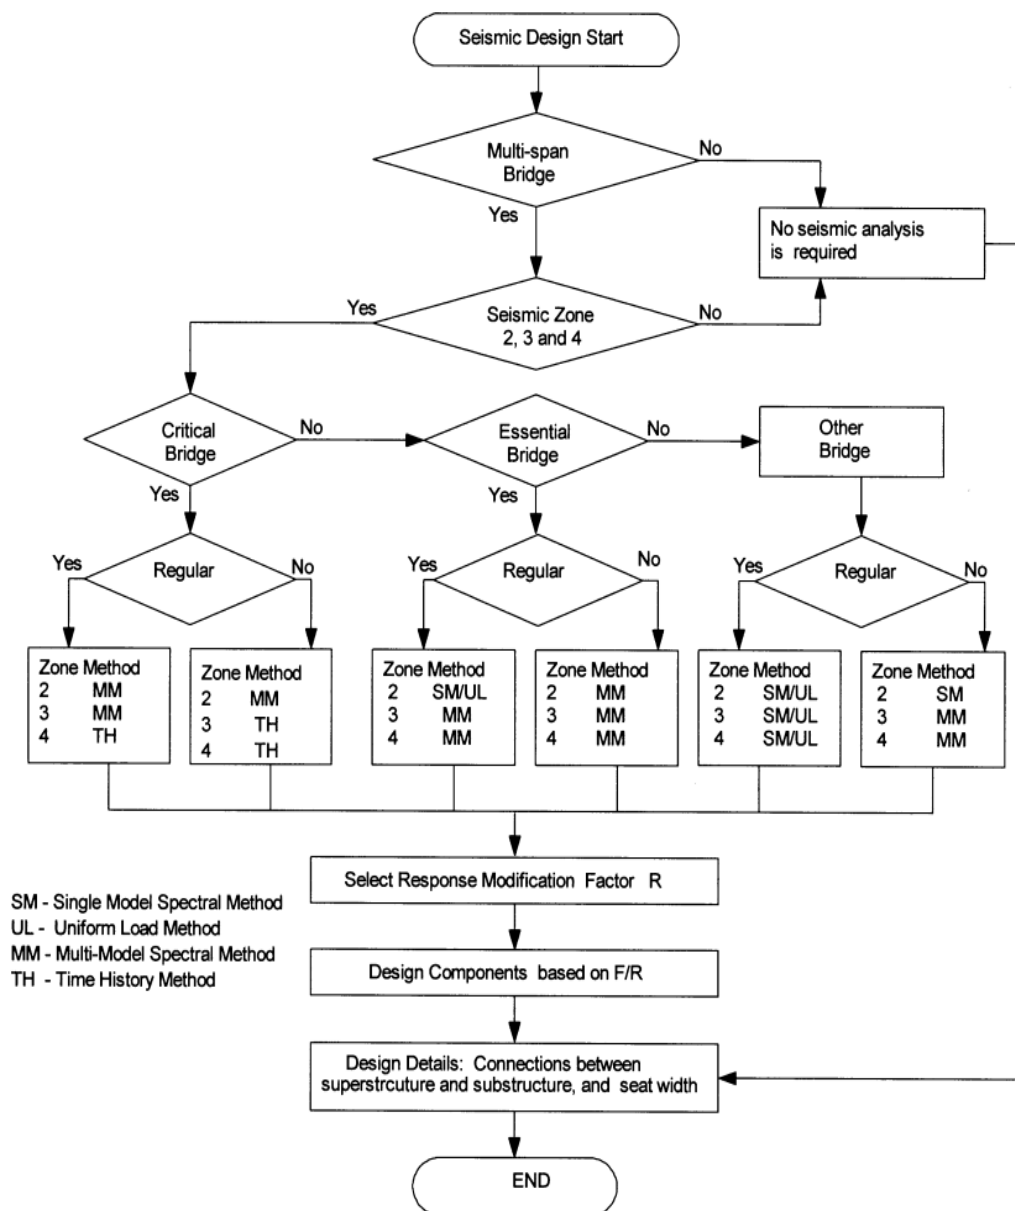 Seismic Design Start
Multi-span
Bridge
No
Yes
No seismic analysis
is required
Yes
Seismic Zone
2, 3 and 4
No
Critical
Bridge
No
Essential
Bridge
No
Other
Bridge
Yes
Yes
Yes
Regular
No
Yes
Regular
No
Yes
Regular
No
Zone Method
2 MM
3 MM
4 TH
Zone Method
2 MM
3 TH
4 TH
Zone Method
2 SM/UL
3 MM
4 MM
Zone Method
2 MM
3 MM
4 MM
Zone Method
2 SM/UL
3 SM/UL
4 SM/UL
Zone Method
2 SM
3 MM
4 MM
Select Response Modification Factor R
SM - Single Model Spectral Method
UL - Uniform Load Method
MM - Multi-Model Spectral Method
TH - Time History Method
Design Components based on F/R
Design Details: Connections between
superstrcuture and substructure, and seat width
END